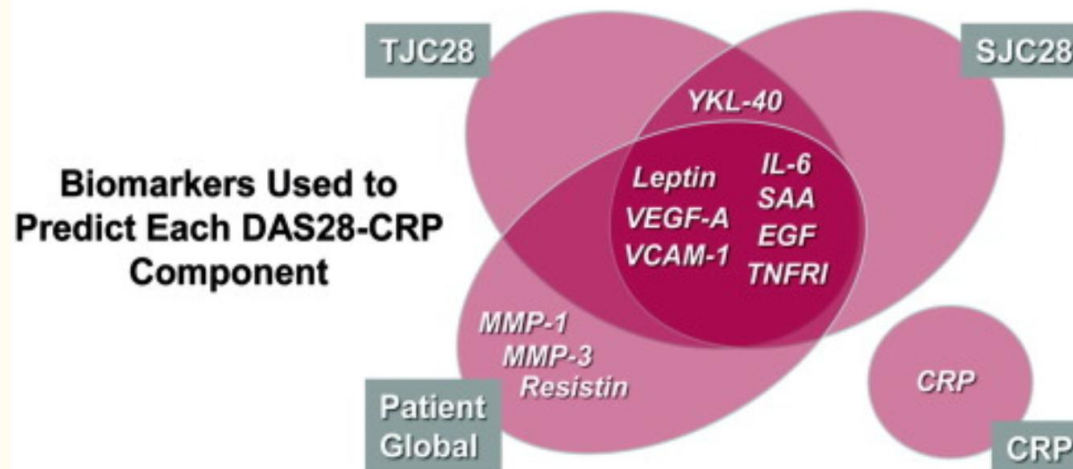 TJC28
SJC28
YKL-40
Biomarkers Used to
Predict Each DAS28-CRP
Component
Leptin
VEGF-A
VCAM-1
IL-6
SAA
EGF
TNFRI
MMP-1
MMP-3
Resistin
Patient
Global
CRP
CRP